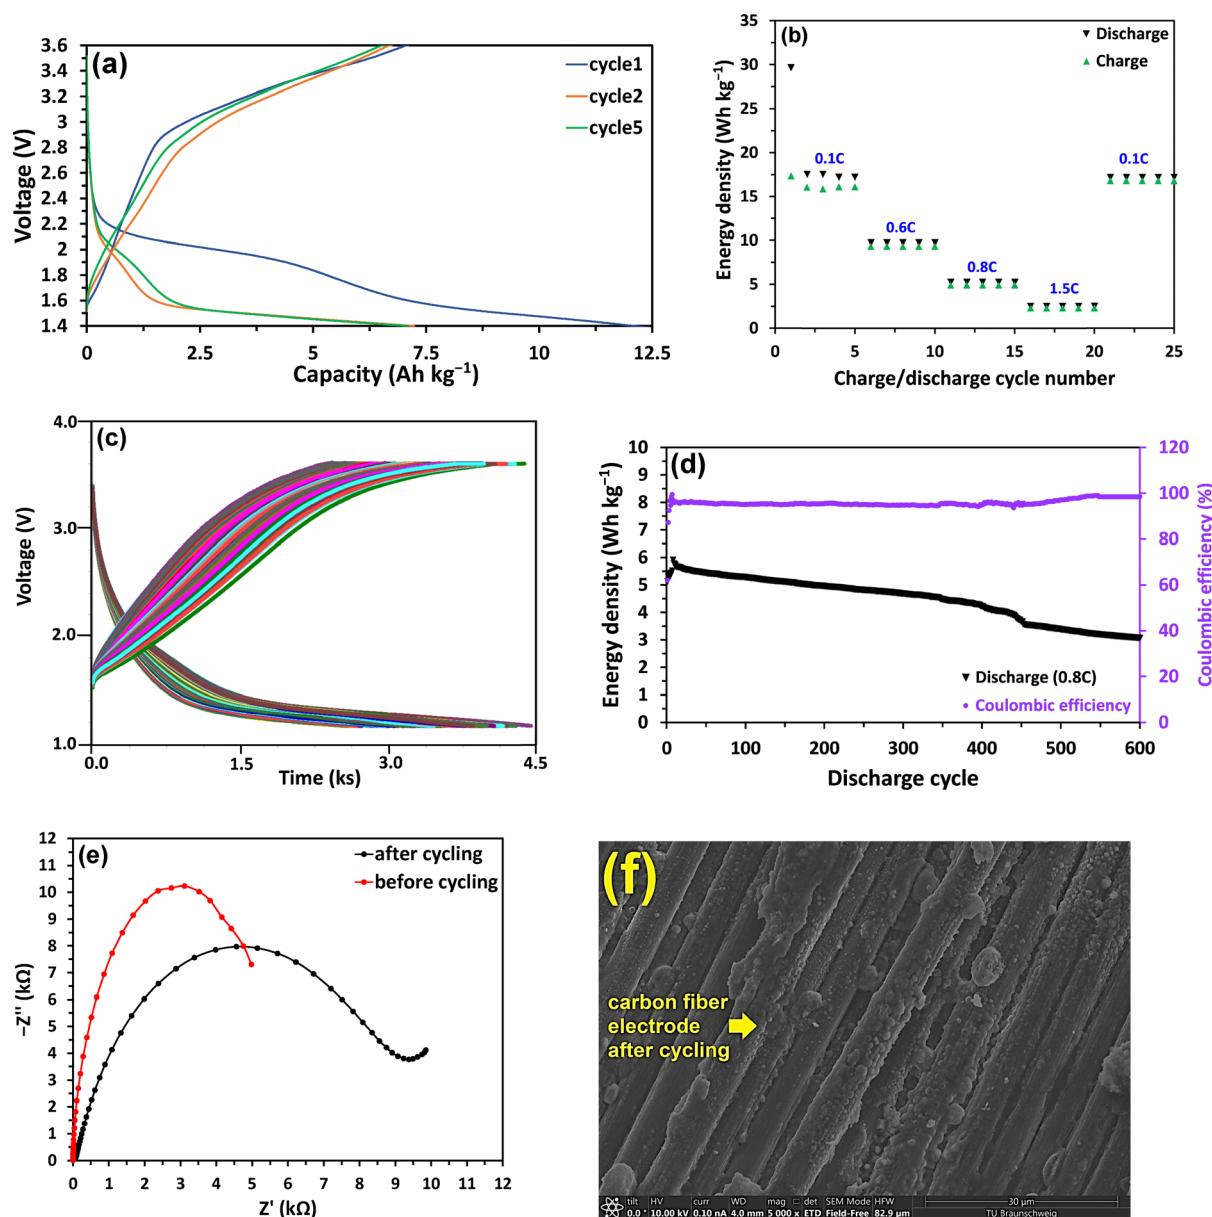 (a)
cycle1
cycle2
cycle5
Voltage (V)
3.6
3.4
3.2
3
2.8
2.6
2.4
2.2
2
1.8
1.6
1.4
0
2.5
5
7.5
10
12.5
Capacity (Ah kg⁻¹)
(b)
Discharge
Charge
Energy density (Wh kg⁻¹)
35
30
25
20
15
10
5
0
0.1C
0.6C
0.8C
1.5C
0.1C
0
5
10
15
20
25
Charge/discharge cycle number
(c)
Voltage (V)
4.0
3.0
2.0
1.0
0.0
1.5
3.0
4.5
Time (ks)
(d)
Energy density (Wh kg⁻¹)
10
9
8
7
6
5
4
3
2
1
0
Discharge (0.8C)
Coulombic efficiency
120
100
80
60
40
20
0
Coulombic efficiency (%)
0
100
200
300
400
500
600
Discharge cycle
(e)
after cycling
before cycling
−Z'' (kΩ)
12
11
10
9
8
7
6
5
4
3
2
1
0
0
1
2
3
4
5
6
7
8
9
10
11
12
Z' (kΩ)
(f)
carbon fiber
electrode
after cycling
tilt HV curr WD mag □ det SEM Mode HFW
0.0 ° 10.00 kV 0.10 nA 4.0 mm 5 000 x ETD Field-Free 82.9 µm
30 µm
TU Braunschweig